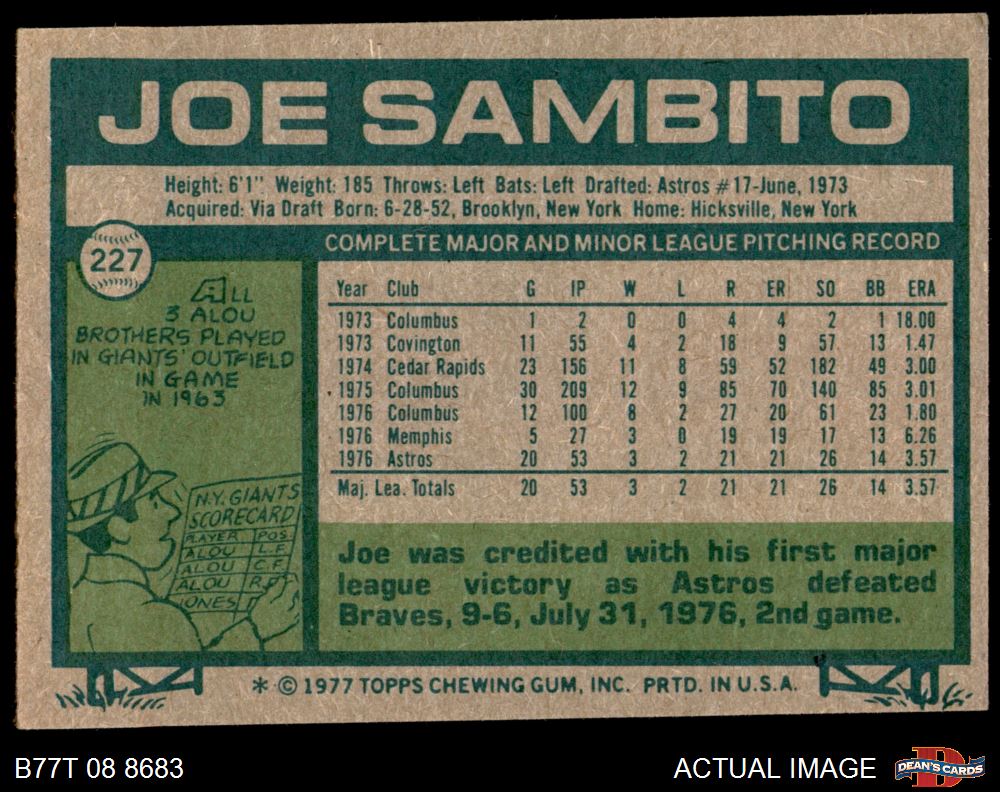 JOE SAMBITO
Height: 6'1" Weight: 185 Throws: Left Bats: Left Drafted: Astros #17-June, 1973
Acquired: Via Draft Born: 6-28-52, Brooklyn, New York Home: Hicksville, New York
227
COMPLETE MAJOR AND MINOR LEAGUE PITCHING RECORD
ALL
3 ALOU
BROTHERS PLAYED
IN GIANTS' OUTFIELD
IN GAME
IN 1963
N.Y. GIANTS
SCORECARD
PLAYER POS.
ALOU L.F.
ALOU C.F.
ALOU R.F.
JONES
Year Club G IP W L R ER SO BB ERA
1973 Columbus 1 2 0 0 4 4 2 1 18.00
1973 Covington 11 55 4 2 18 9 57 13 1.47
1974 Cedar Rapids 23 156 11 8 59 52 182 49 3.00
1975 Columbus 30 209 12 9 85 70 140 85 3.01
1976 Columbus 12 100 8 2 27 20 61 23 1.80
1976 Memphis 5 27 3 0 19 19 17 13 6.26
1976 Astros 20 53 3 2 21 21 26 14 3.57
Maj. Lea. Totals 20 53 3 2 21 21 26 14 3.57
Joe was credited with his first major
league victory as Astros defeated
Braves, 9-6, July 31, 1976, 2nd game.
* © 1977 TOPPS CHEWING GUM, INC. PRTD. IN U.S.A.
B77T 08 8683
ACTUAL IMAGE
DEAN'S CARDS